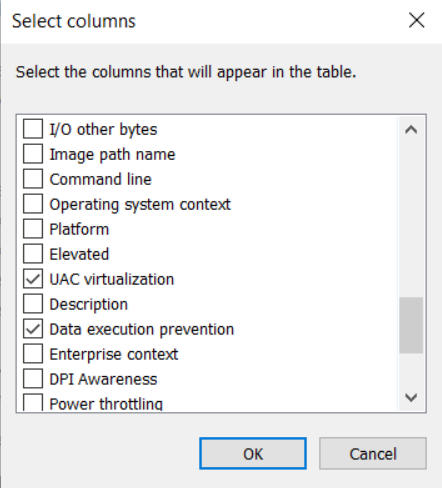 Select columns
Select the columns that will appear in the table.
I/O other bytes
Image path name
Command line
Operating system context
Platform
Elevated
UAC virtualization
Description
Data execution prevention
Enterprise context
DPI Awareness
Power throttling
OK
Cancel